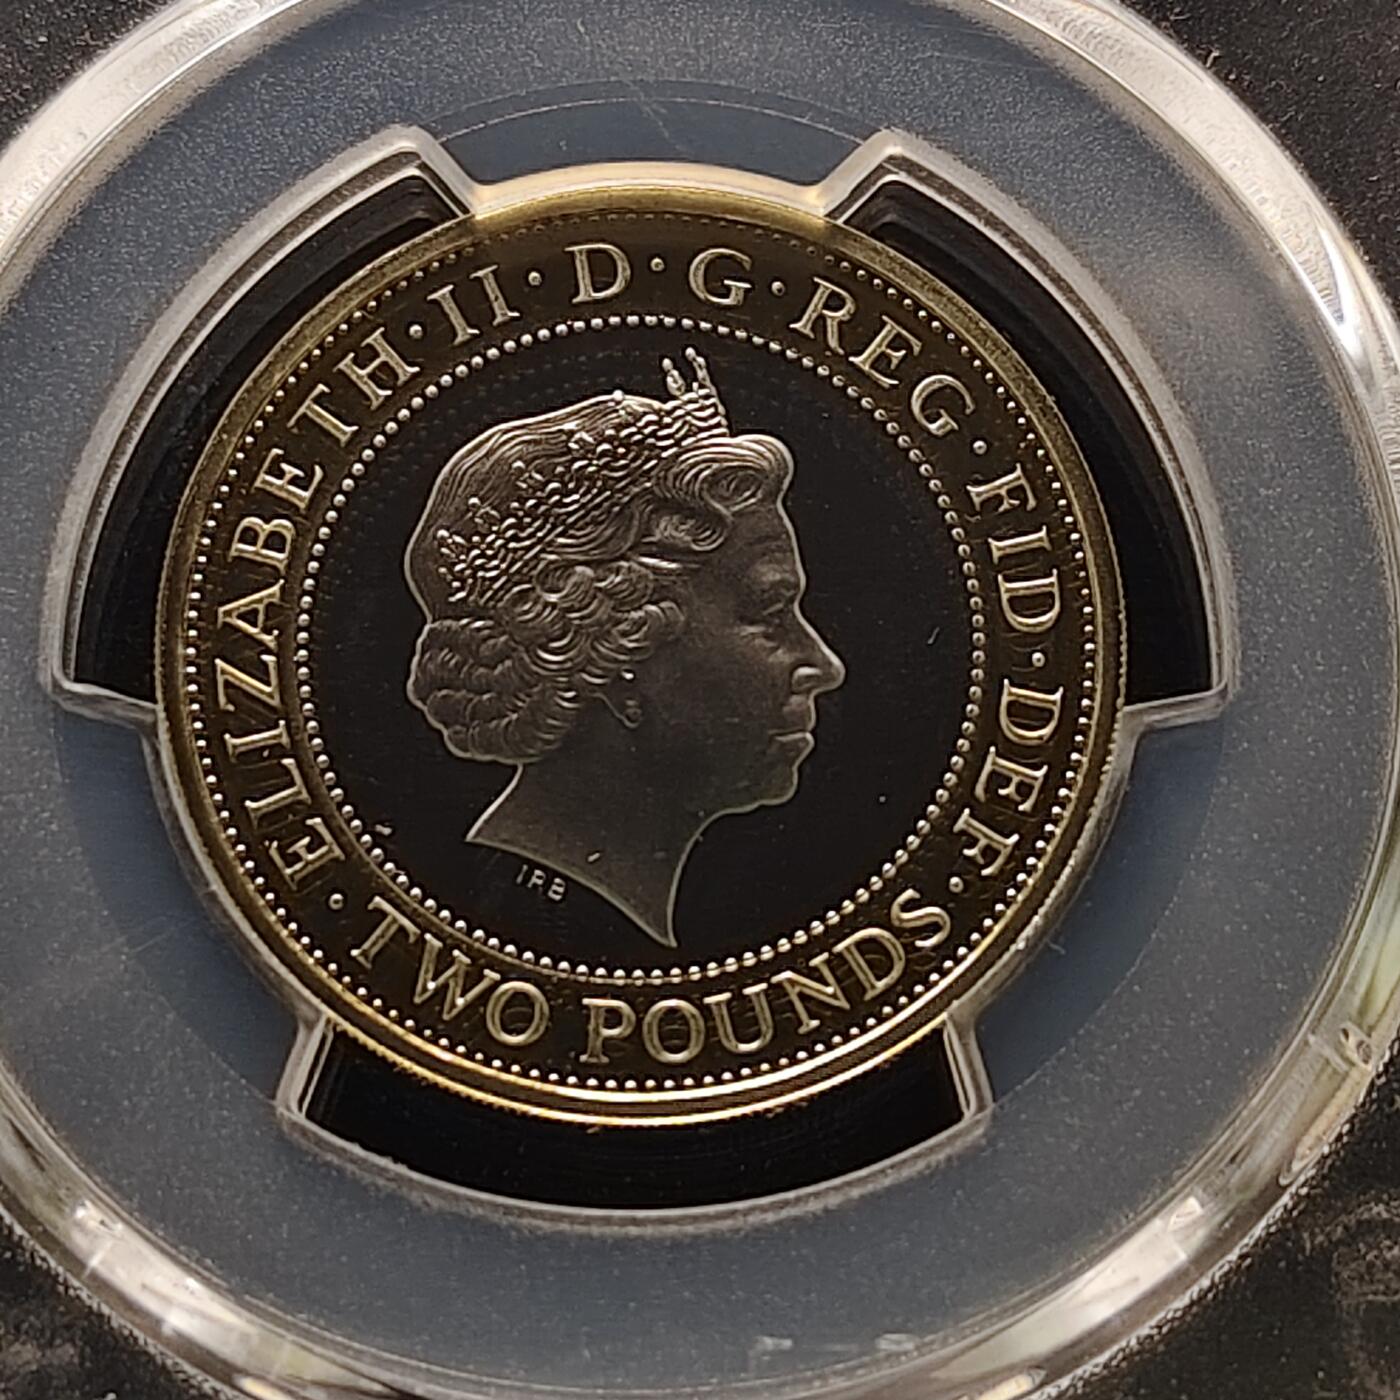 ELIZABETH·II·D·G·REG·FID·DEF·
TWO POUNDS
IRB